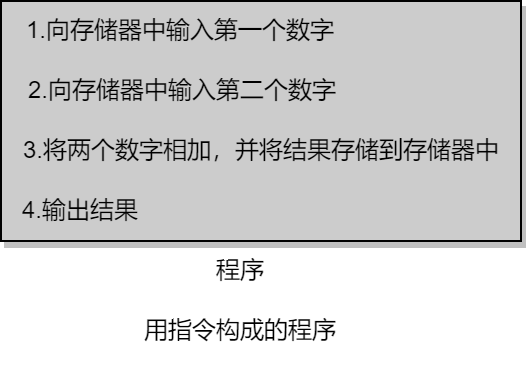 1.向存储器中输入第一个数字
2.向存储器中输入第二个数字
3.将两个数字相加，并将结果存储到存储器中
4.输出结果
程序
用指令构成的程序